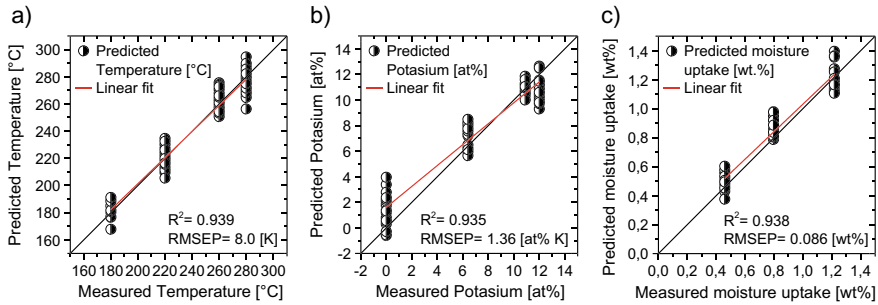 a)
310
300
280
260
240
220
200
180
160
Predicted Temperature [°C]
Predicted
Temperature [°C]
Linear fit
R²= 0.939
RMSEP= 8.0 [K]
160 180 200 220 240 260 280 300
Measured Temperature [°C]
b)
14
12
10
8
6
4
2
0
-2
Predicted Potasium [at%]
Predicted
Potasium [at%]
Linear fit
R²= 0.935
RMSEP= 1.36 [at% K]
-2 0 2 4 6 8 10 12 14
Measured Potasium [at%]
c)
1,4
1,2
1,0
0,8
0,6
0,4
0,2
0,0
Predicted moisture uptake [wt%]
Predicted moisture
uptake [wt.%]
Linear fit
R²= 0.938
RMSEP= 0.086 [wt%]
0,0 0,2 0,4 0,6 0,8 1,0 1,2 1,4
Measured moisture uptake [wt%]